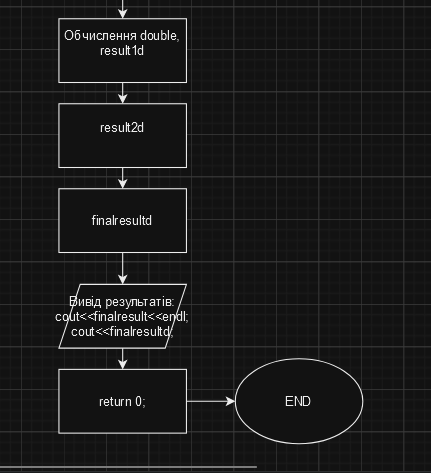 Обчислення double,
result1d
result2d
finalresultd
Вивід результатів:
cout<<finalresult<<endl;
cout<<finalresultd;
return 0;
END